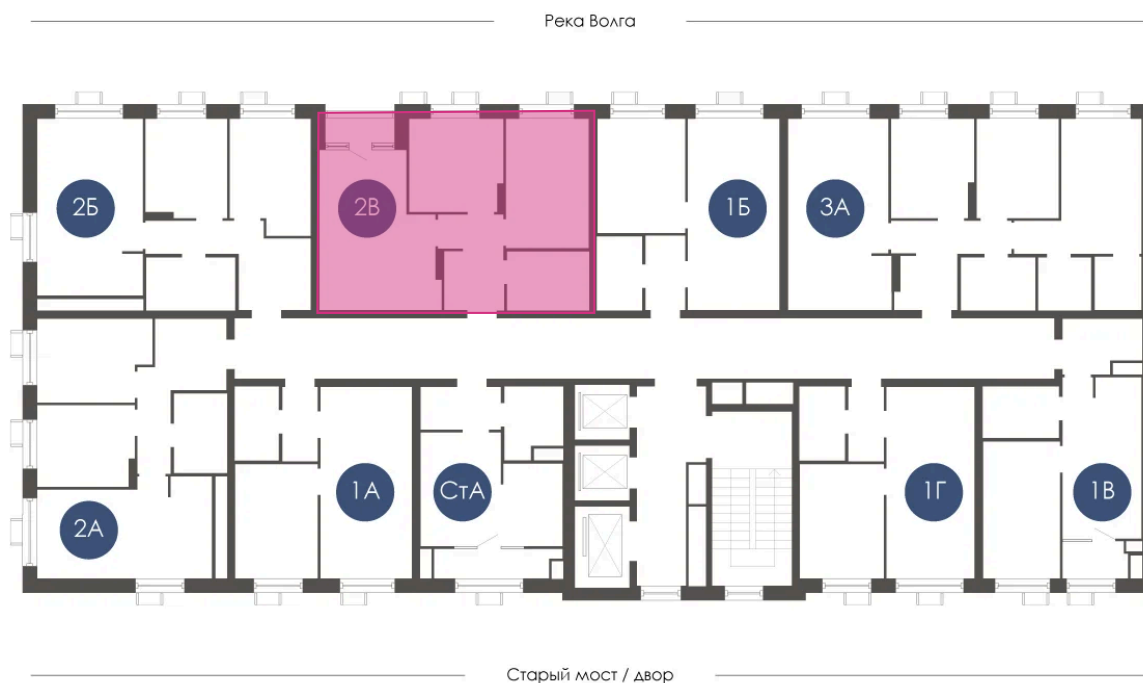 Река Волга
2Б
2В
1Б
3А
2А
1А
СтА
1Г
1В
Старый мост / двор